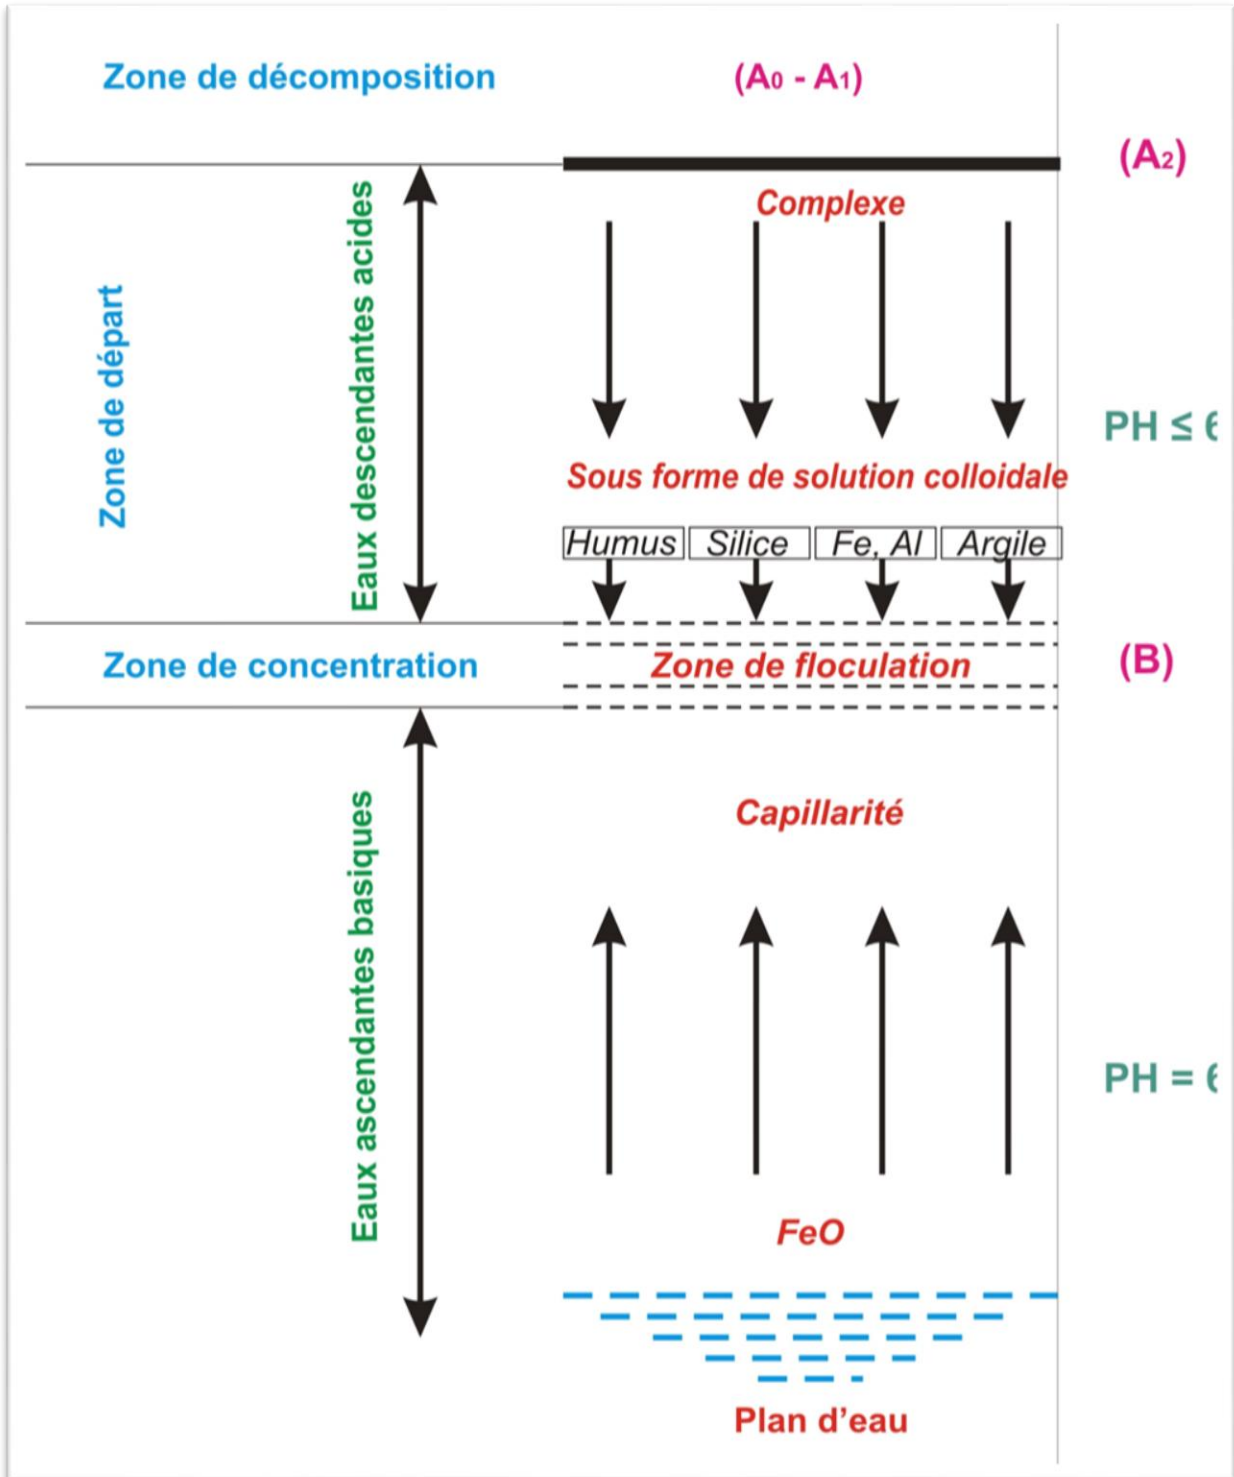 Zone de décomposition
(A0 - A1)
(A2)
Complexe
Zone de départ
Eaux descendantes acides
PH ≤
Sous forme de solution colloidale
Humus
Silice
Fe, Al
Argile
Zone de concentration
Zone de floculation
(B)
Capillarité
Eaux ascendantes basiques
PH =
FeO
Plan d’eau